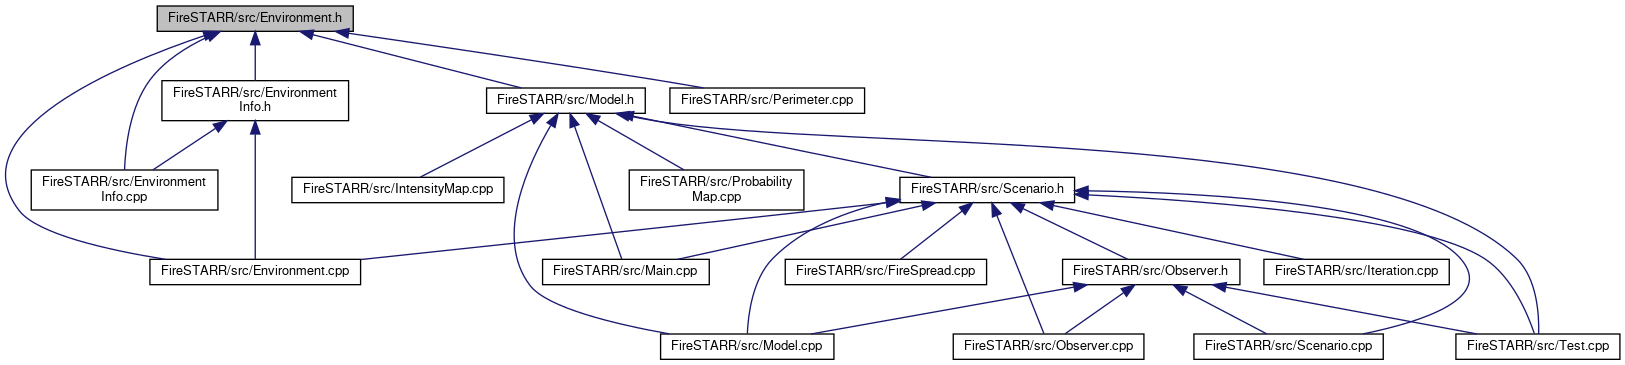 FireSTARR/src/Environment.h
FireSTARR/src/Environment
Info.h
FireSTARR/src/Model.h
FireSTARR/src/Perimeter.cpp
FireSTARR/src/Environment
Info.cpp
FireSTARR/src/IntensityMap.cpp
FireSTARR/src/Probability
Map.cpp
FireSTARR/src/Scenario.h
FireSTARR/src/Environment.cpp
FireSTARR/src/Main.cpp
FireSTARR/src/FireSpread.cpp
FireSTARR/src/Observer.h
FireSTARR/src/Iteration.cpp
FireSTARR/src/Model.cpp
FireSTARR/src/Observer.cpp
FireSTARR/src/Scenario.cpp
FireSTARR/src/Test.cpp